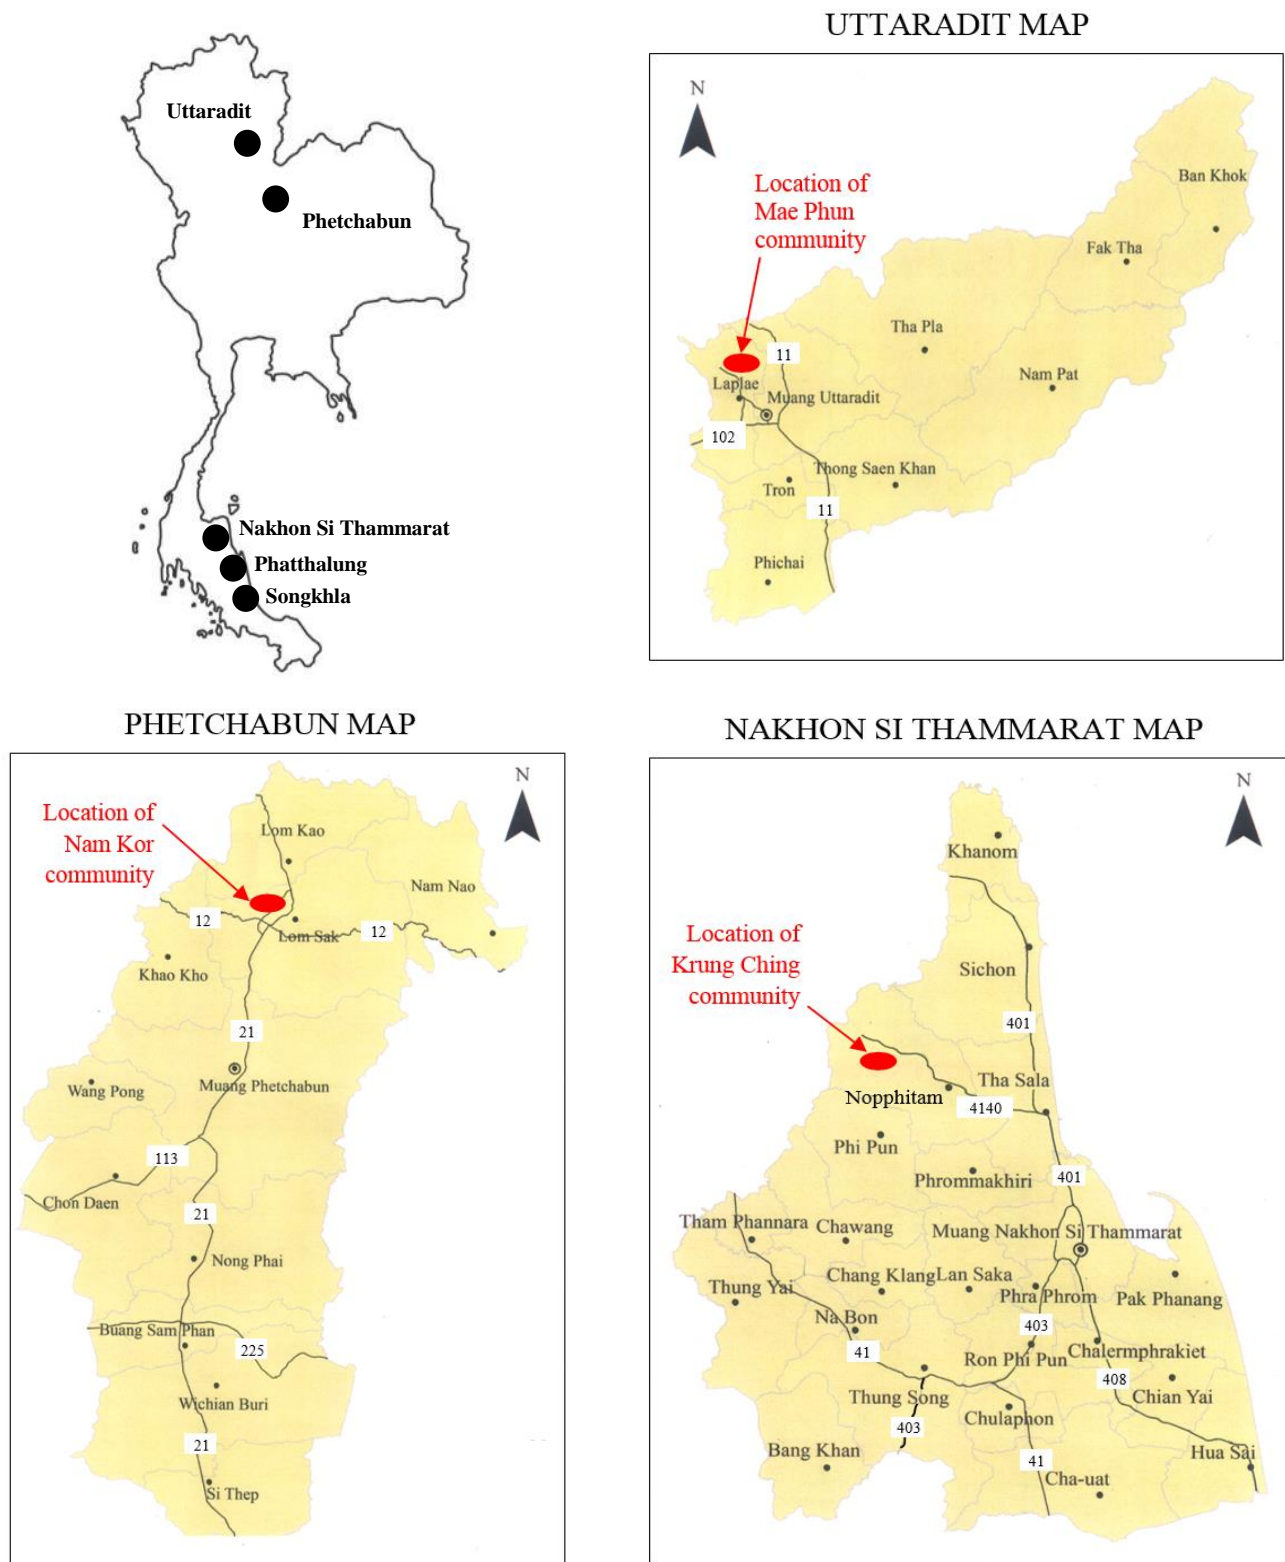 Uttaradit
Phetchabun
Nakhon Si Thammarat
Phatthalung
Songkhla
UTTARADIT MAP
N
Location of
Mae Phun
community
Ban Khok
Fak Tha
Tha Pla
11
Nam Pat
Laplae
Muang Uttaradit
102
Thong Saen Khan
Tron
11
Phichai
PHETCHABUN MAP
N
Location of
Nam Kor
community
Lom Kao
Nam Nao
12
Lom Sak
12
Khao Kho
21
Muang Phetchabun
Wang Pong
113
Chon Daen
21
Nong Phai
Buang Sam Phan
225
Wichian Buri
21
Si Thep
NAKHON SI THAMMARAT MAP
N
Khanom
Location of
Krung Ching
community
Sichon
401
Tha Sala
Nopphitam
4140
Phi Pun
Phrommakhiri
401
Tham Phannara
Chawang
Muang Nakhon Si Thammarat
Chang Klang
Lan Saka
Thung Yai
Phra Phrom
Pak Phanang
Na Bon
403
41
Ron Phi Pun
Chalermphrakiet
408
Thung Song
Chian Yai
Chulaphon
403
Bang Khan
41
Hua Sai
Cha-uat